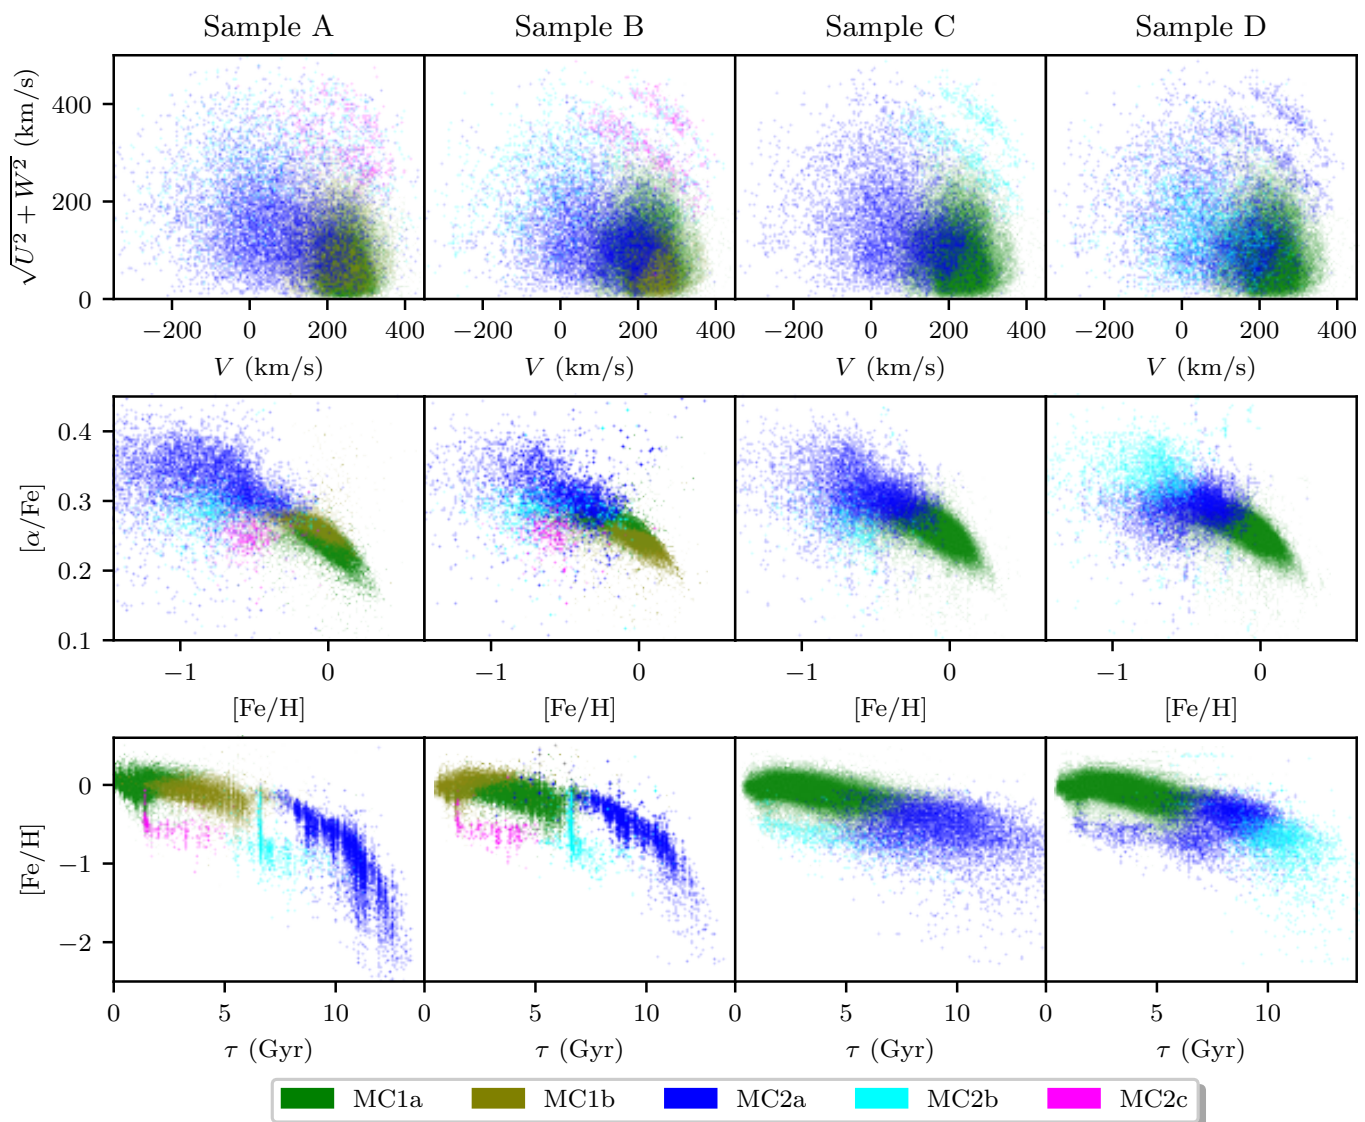 Sample A Sample B Sample C Sample D
√U² + W² (km/s)
400
200
0
−200 0 200 400 −200 0 200 400 −200 0 200 400 −200 0 200 400
V (km/s) V (km/s) V (km/s) V (km/s)
[α/Fe]
0.4
0.3
0.2
0.1
−1 0 −1 0 −1 0 −1 0
[Fe/H] [Fe/H] [Fe/H] [Fe/H]
[Fe/H]
0
−1
−2
0 5 10 0 5 10 0 5 10 0 5 10
τ (Gyr) τ (Gyr) τ (Gyr) τ (Gyr)
MC1a MC1b MC2a MC2b MC2c